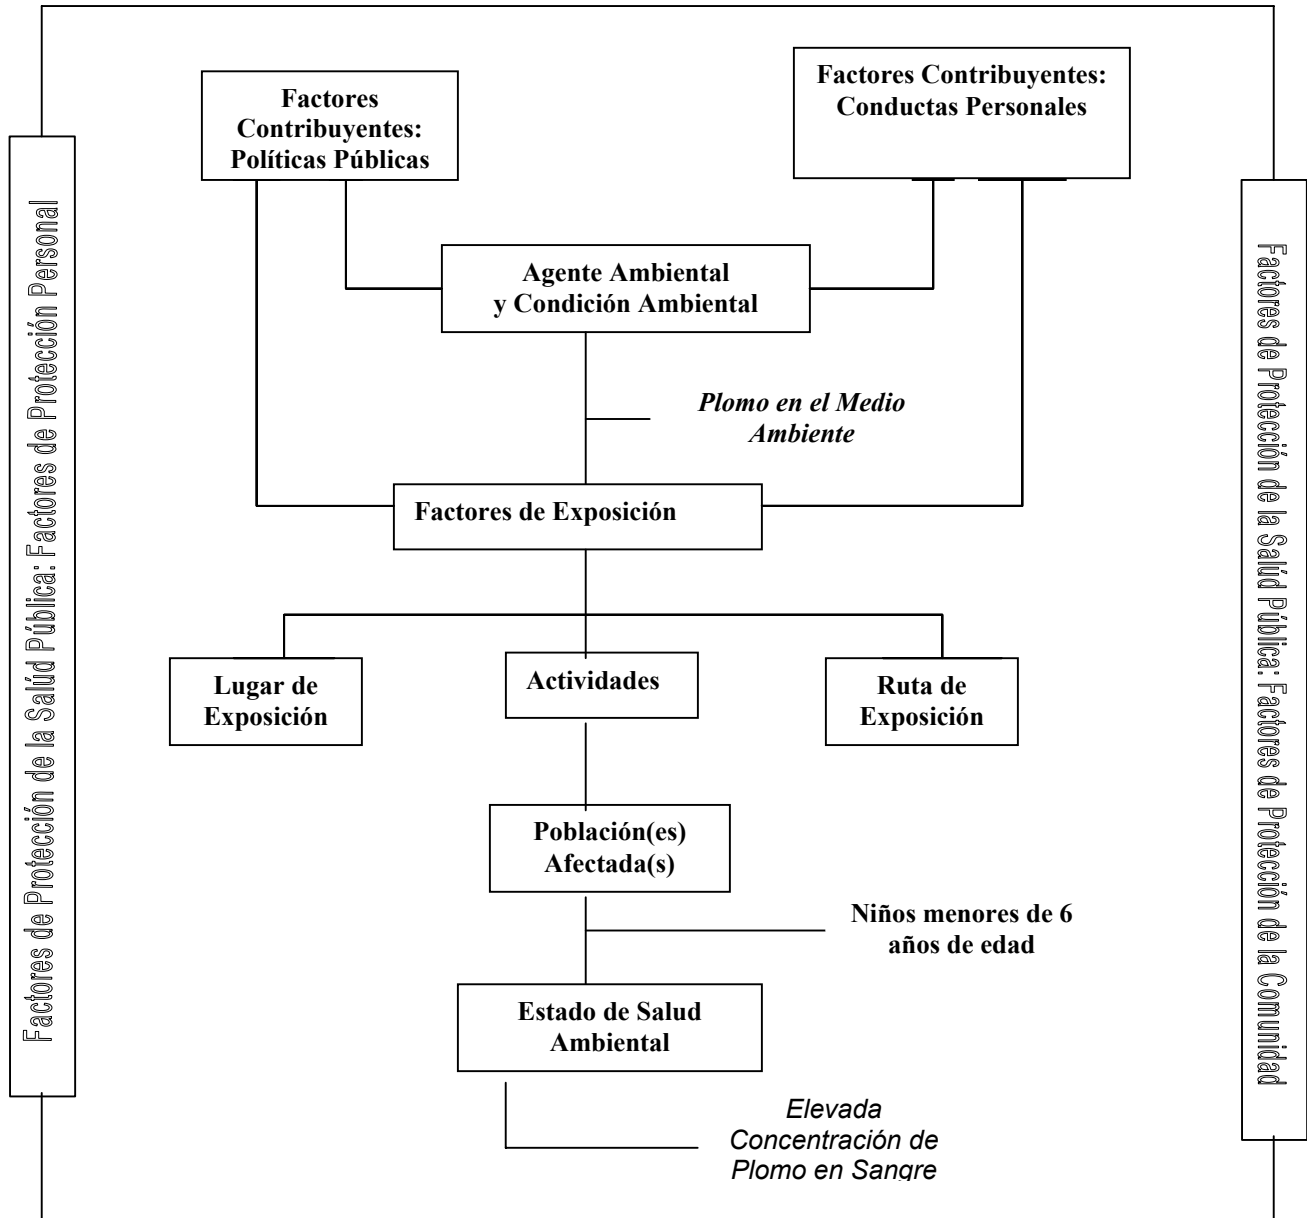 Factores
Contribuyentes:
Políticas Públicas
Factores Contribuyentes:
Conductas Personales
Agente Ambiental
y Condición Ambiental
Plomo en el Medio
Ambiente
Factores de Exposición
Lugar de
Exposición
Actividades
Ruta de
Exposición
Población(es)
Afectada(s)
Niños menores de 6
años de edad
Estado de Salud
Ambiental
Elevada
Concentración de
Plomo en Sangre
Factores de Protección de la Salúd Pública: Factores de Protección Personal
Factores de Protección de la Salúd Pública: Factores de Protección de la Comunidad